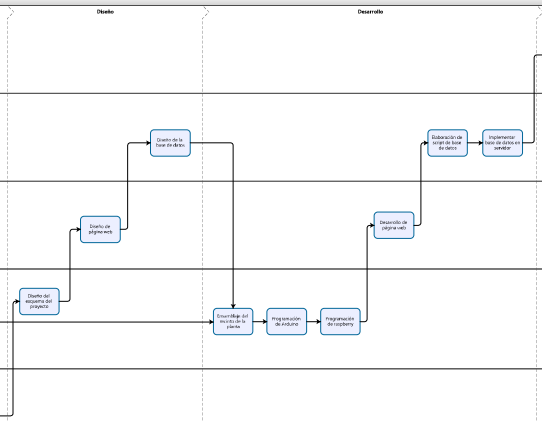 Diseño
Desarrollo
Diseño de la
base de datos
Elaboración de
script de base
de datos
Implementar
base de datos en
servidor
Diseño de
página web
Desarrollo de
página web
Diseño del
esquema del
proyecto
Ensamblaje del
recinto de la
planta
Programación
de Arduino
Programación
de raspberry